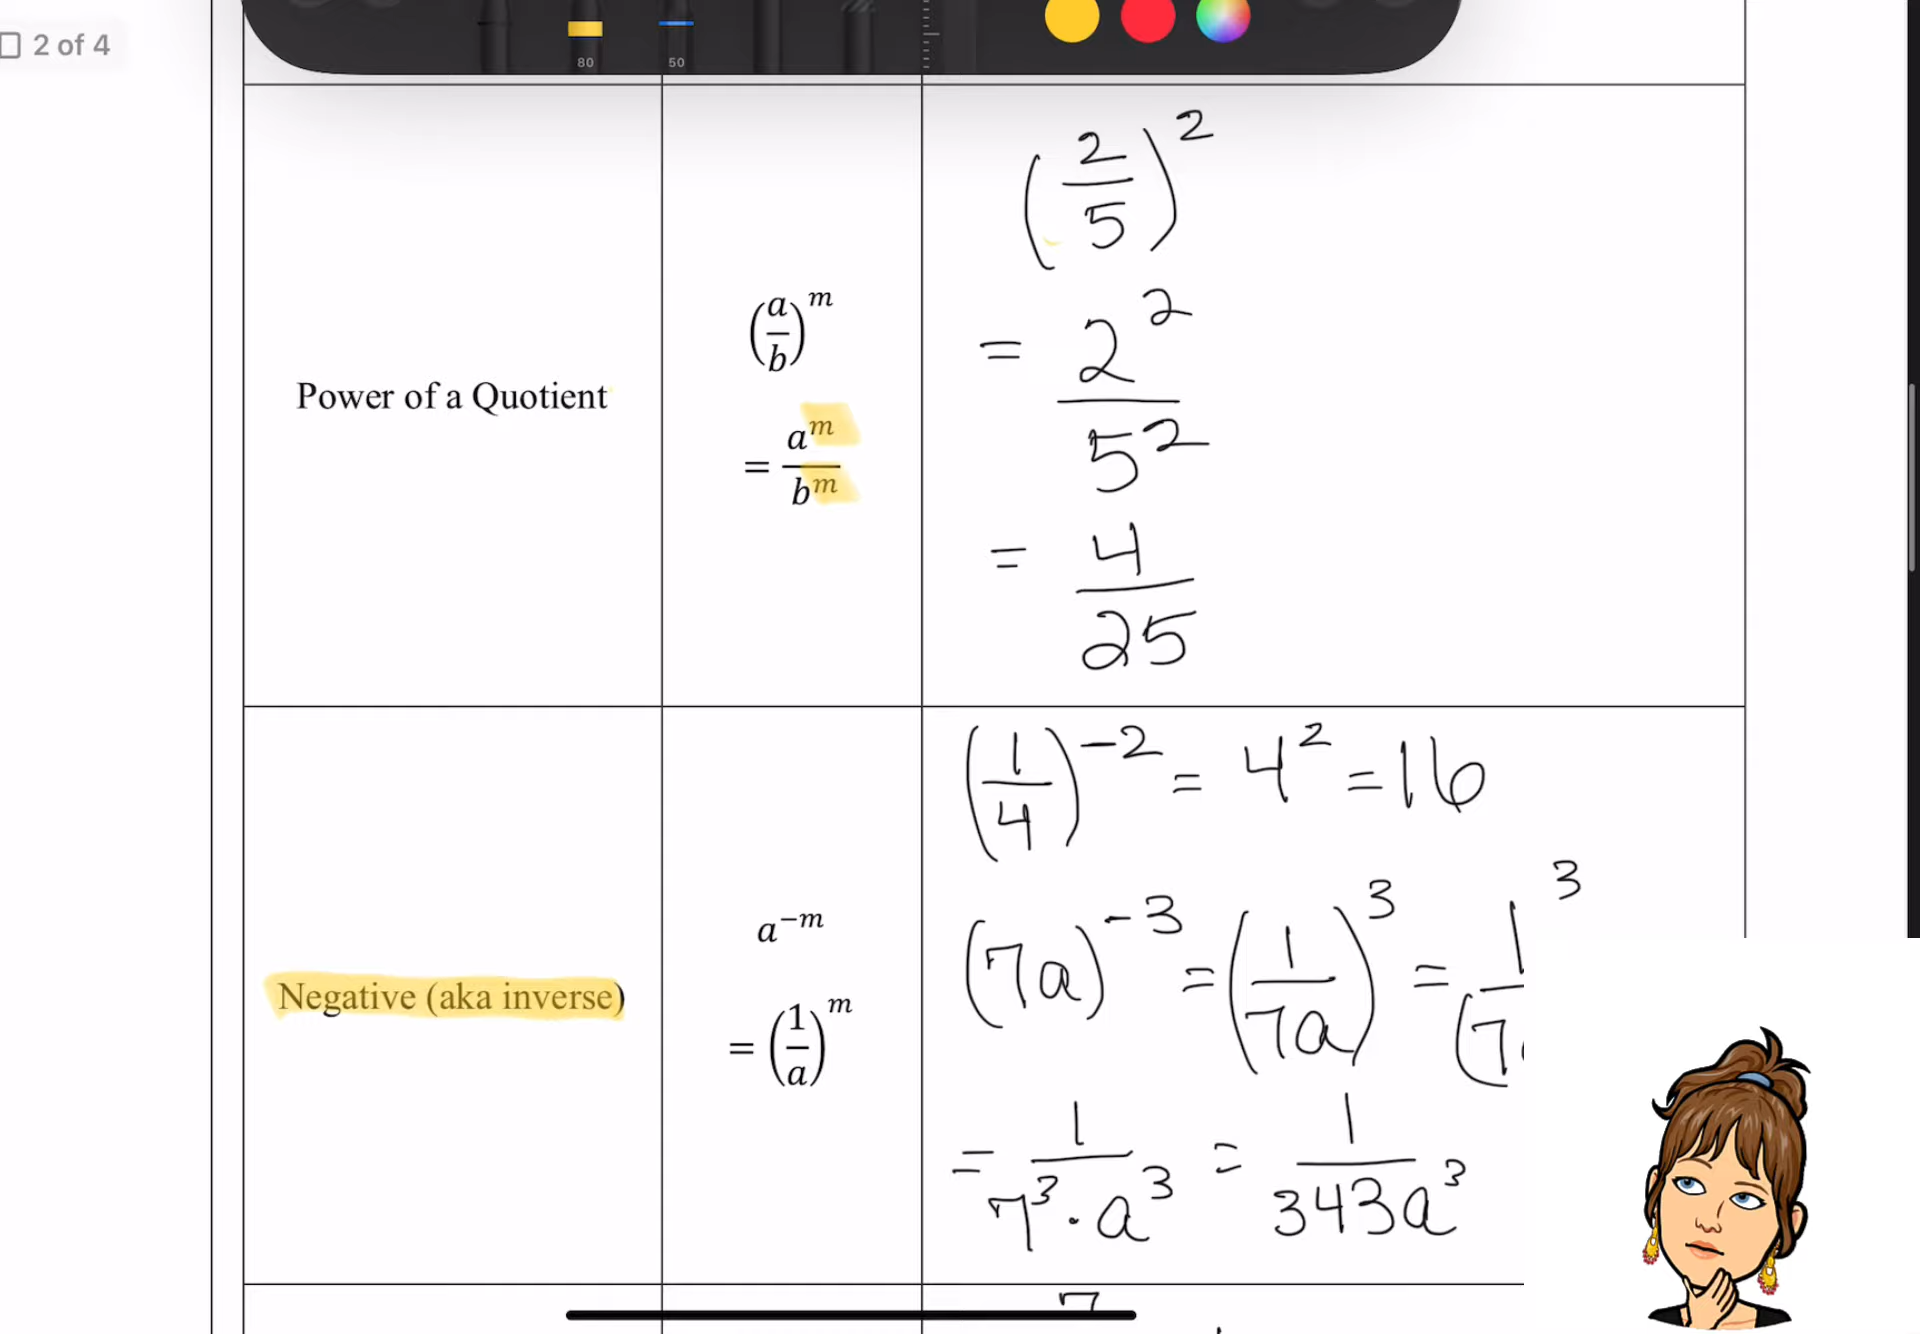 2 of 4
80
50
Power of a Quotient
(a/b)^m
= a^m/b^m
(2/5)^2
= 2^2/5^2
= 4/25
Negative (aka inverse)
a^−m
= (1/a)^m
(1/4)^-2 = 4^2 = 16
(7a)^-3 = (1/7a)^3 = 1^3/(7
= 1/7^3 · a^3 = 1/343a^3
7